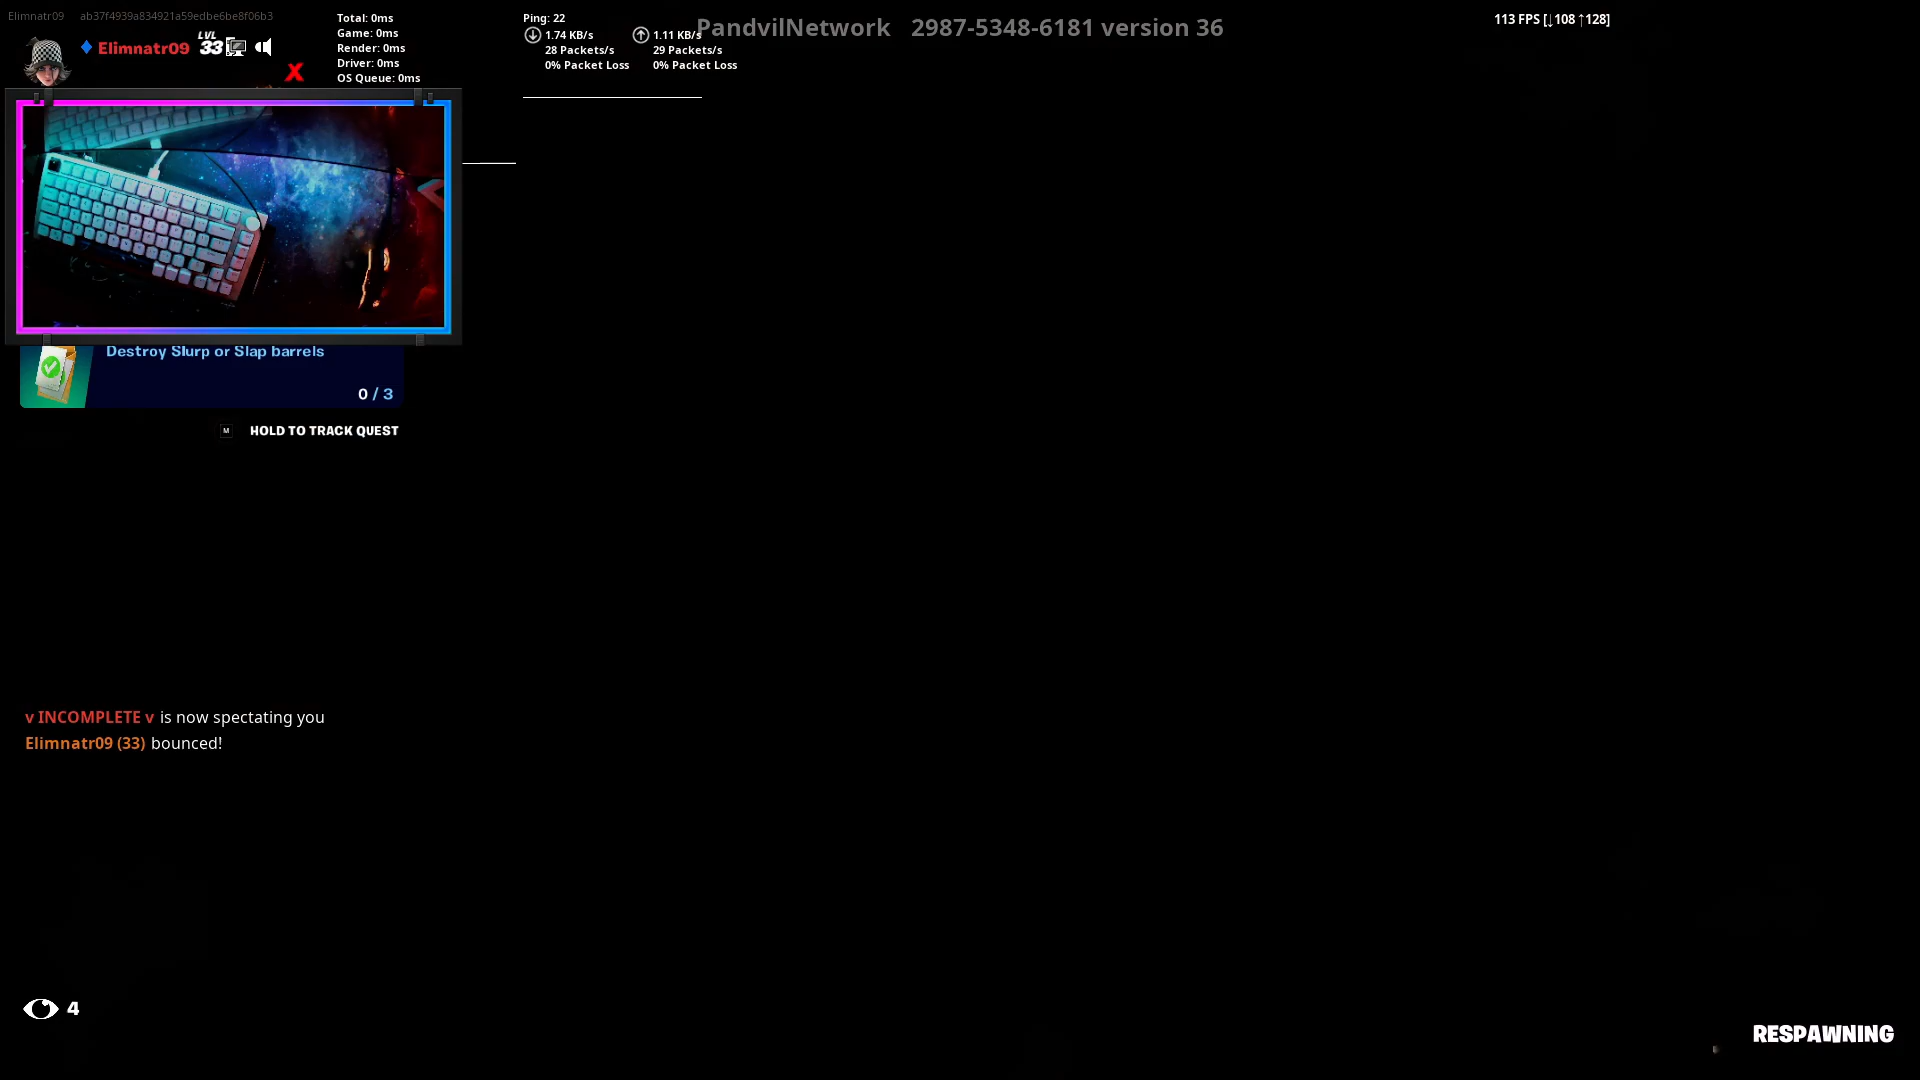 Elimnatr09 ab37f4939a834921a59edbe6be8f06b3
Elimnatr09 LVL 33
X
Total: 0ms
Game: 0ms
Render: 0ms
Driver: 0ms
OS Queue: 0ms
Ping: 22
1.74 KB/s 1.11 KB/s
28 Packets/s 29 Packets/s
0% Packet Loss 0% Packet Loss
PandvilNetwork 2987-5348-6181 version 36
113 FPS [↓108 ↑128]
Destroy Slurp or Slap barrels
0 / 3
M HOLD TO TRACK QUEST
v INCOMPLETE v is now spectating you
Elimnatr09 (33) bounced!
4
RESPAWNING